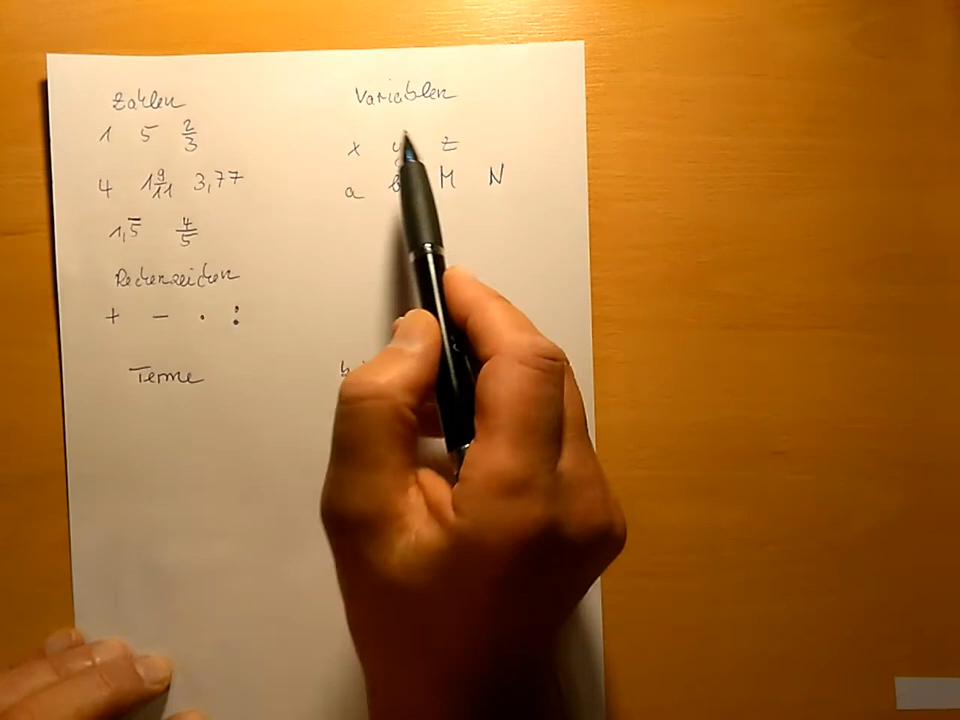 Zahlen
1 5 2/3
4 1 9/11 3,77
1,5̅ 4/5
Rechenzeichen
+ − · :
Terme
Variablen
x y z
a b M N